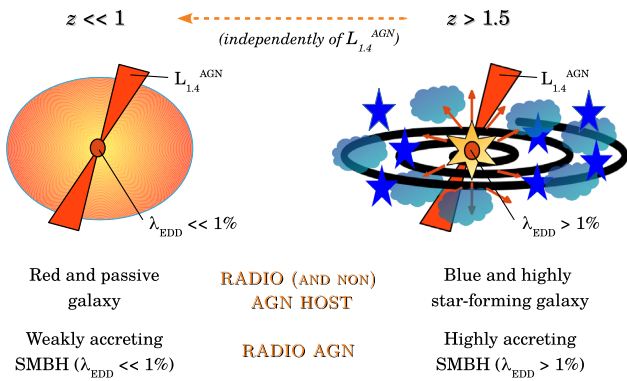 z << 1
z > 1.5
(independently of L₁.₄ᴬᴳᴺ)
L₁.₄ᴬᴳᴺ
L₁.₄ᴬᴳᴺ
λEDD << 1%
λEDD > 1%
Red and passive
galaxy
RADIO (AND NON)
AGN HOST
Blue and highly
star-forming galaxy
Weakly accreting
SMBH (λEDD << 1%)
RADIO AGN
Highly accreting
SMBH (λEDD > 1%)